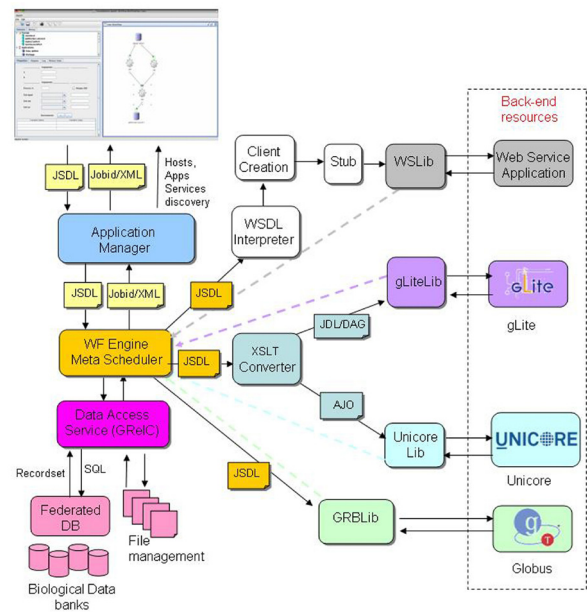 Back-end
resources
Client
Creation
Stub
WSLib
Web Service
Application
JSDL
Jobid/XML
Hosts,
Apps
Services
discovery
WSDL
Interpreter
Application
Manager
gLiteLib
gLite
gLite
JSDL
Jobid/XML
JSDL
JDL/DAG
WF Engine
Meta Scheduler
JSDL
XSLT
Converter
AJO
Data Access
Service (GRelC)
Unicore
Lib
UNICORE
Unicore
Recordset
SQL
JSDL
Federated
DB
File
management
GRBLib
g
T
Globus
Biological Data
banks